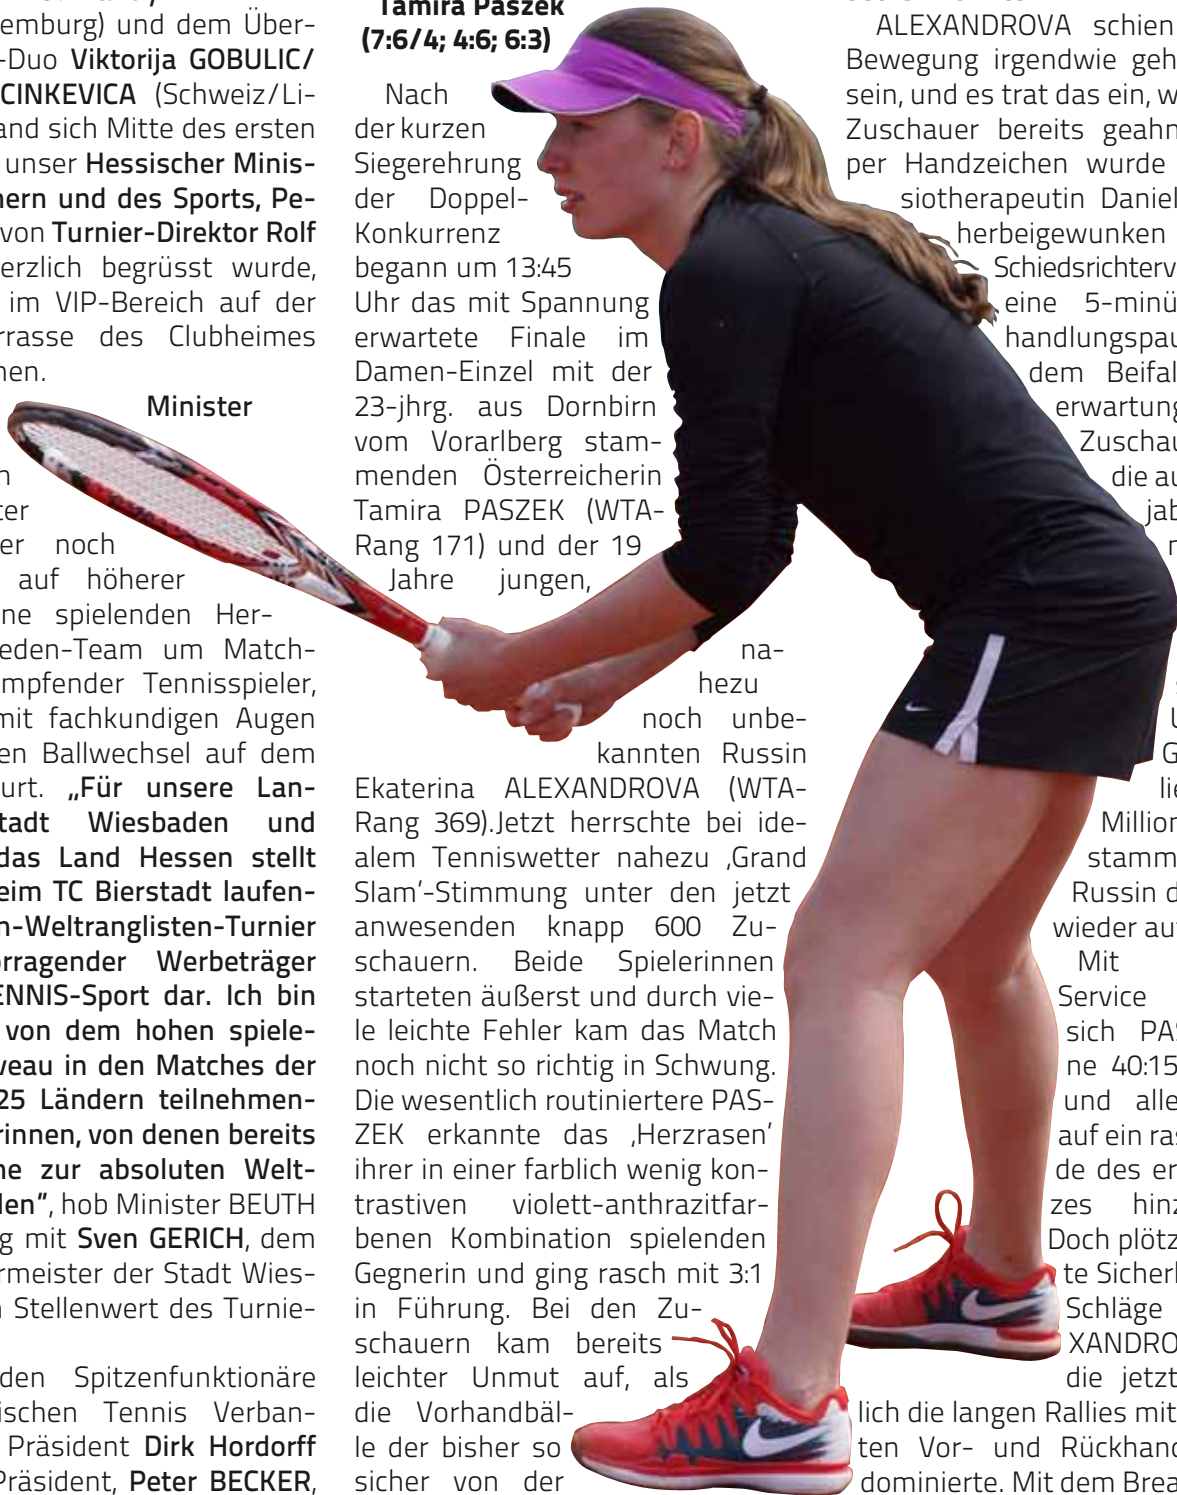 emburg) und dem Über-
-Duo Viktorija GOBULIC/
CINKEVICA (Schweiz/Li-
and sich Mitte des ersten
unser Hessischer Minis-
nern und des Sports, Pe-
von Turnier-Direktor Rolf
erzlich begrüsst wurde,
im VIP-Bereich auf der
rrasse des Clubheimes
nen.
Minister
n
ter
er noch
auf höherer
ne spielenden Her-
eden-Team um Match-
mpfender Tennisspieler,
mit fachkundigen Augen
en Ballwechsel auf dem
urt. „Für unsere Lan-
tadt Wiesbaden und
das Land Hessen stellt
eim TC Bierstadt laufen-
n-Weltranglisten-Turnier
orragender Werbeträger
ENNIS-Sport dar. Ich bin
von dem hohen spiele-
veau in den Matches der
25 Ländern teilnehmen-
rinnen, von denen bereits
ne zur absoluten Welt-
len”, hob Minister BEUTH
g mit Sven GERICH, dem
rmeister der Stadt Wies-
n Stellenwert des Turnie-
den Spitzenfunktionäre
ischen Tennis Verban-
Präsident Dirk Hordorff
Präsident, Peter BECKER,
Tamira Paszek
(7:6/4; 4:6; 6:3)
Nach
der kurzen
Siegerehrung
der Doppel-
Konkurrenz
begann um 13:45
Uhr das mit Spannung
erwartete Finale im
Damen-Einzel mit der
23-jhrg. aus Dornbirn
vom Vorarlberg stam-
menden Österreicherin
Tamira PASZEK (WTA-
Rang 171) und der 19
Jahre jungen,
na-
hezu
noch unbe-
kannten Russin
Ekaterina ALEXANDROVA (WTA-
Rang 369).Jetzt herrschte bei ide-
alem Tenniswetter nahezu ‚Grand
Slam’-Stimmung unter den jetzt
anwesenden knapp 600 Zu-
schauern. Beide Spielerinnen
starteten äußerst und durch vie-
le leichte Fehler kam das Match
noch nicht so richtig in Schwung.
Die wesentlich routiniertere PAS-
ZEK erkannte das ‚Herzrasen’
ihrer in einer farblich wenig kon-
trastiven violett-anthrazitfar-
benen Kombination spielenden
Gegnerin und ging rasch mit 3:1
in Führung. Bei den Zu-
schauern kam bereits
leichter Unmut auf, als
die Vorhandbäl-
le der bisher so
sicher von der
ALEXANDROVA schien
Bewegung irgendwie geh
sein, und es trat das ein, w
Zuschauer bereits geahn
per Handzeichen wurde
siotherapeutin Daniel
herbeigewunken
Schiedsrichterv
eine 5-minü
handlungspau
dem Beifal
erwartung
Zuschau
die au
jab
n
s
U
G
lie
Million
stamm
Russin d
wieder au
Mit
Service
sich PAS
ne 40:15
und alle
auf ein ras
de des er
zes hinz
Doch plötz
te Sicherh
Schläge
XANDRO
die jetzt
lich die langen Rallies mit
ten Vor- und Rückhand
dominierte. Mit dem Brea